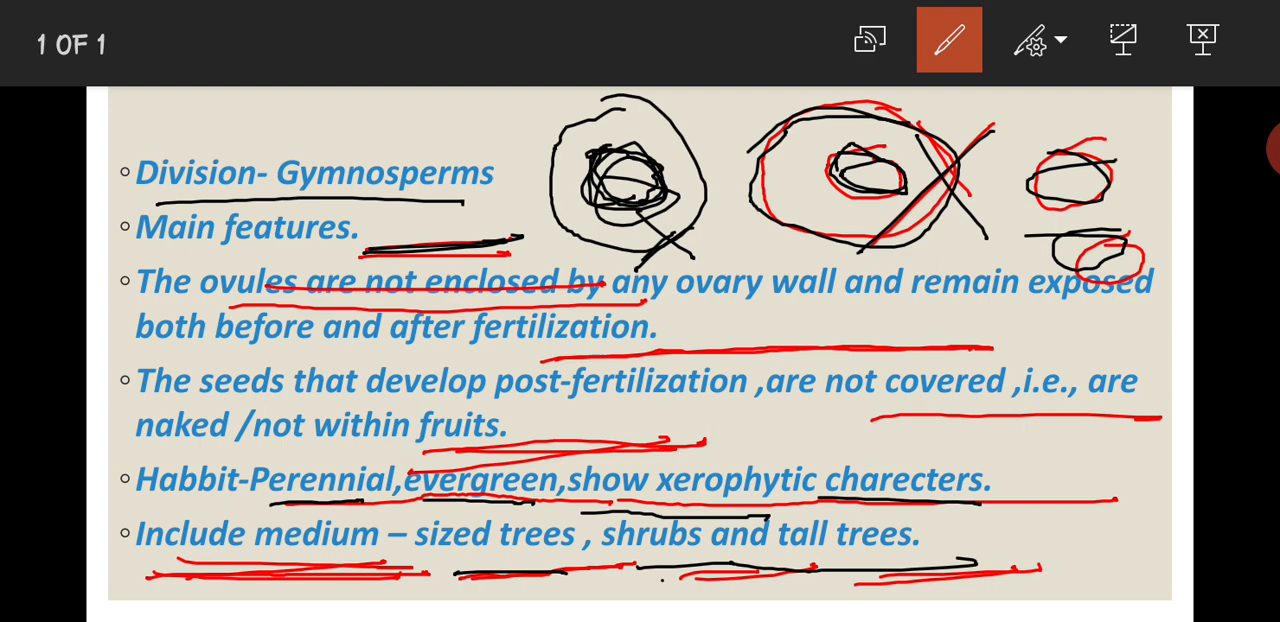 1 OF 1
Division- Gymnosperms
Main features.
The ovules are not enclosed by any ovary wall and remain exposed
both before and after fertilization.
The seeds that develop post-fertilization ,are not covered ,i.e., are
naked /not within fruits.
Habbit-Perennial,evergreen,show xerophytic charecters.
Include medium – sized trees , shrubs and tall trees.